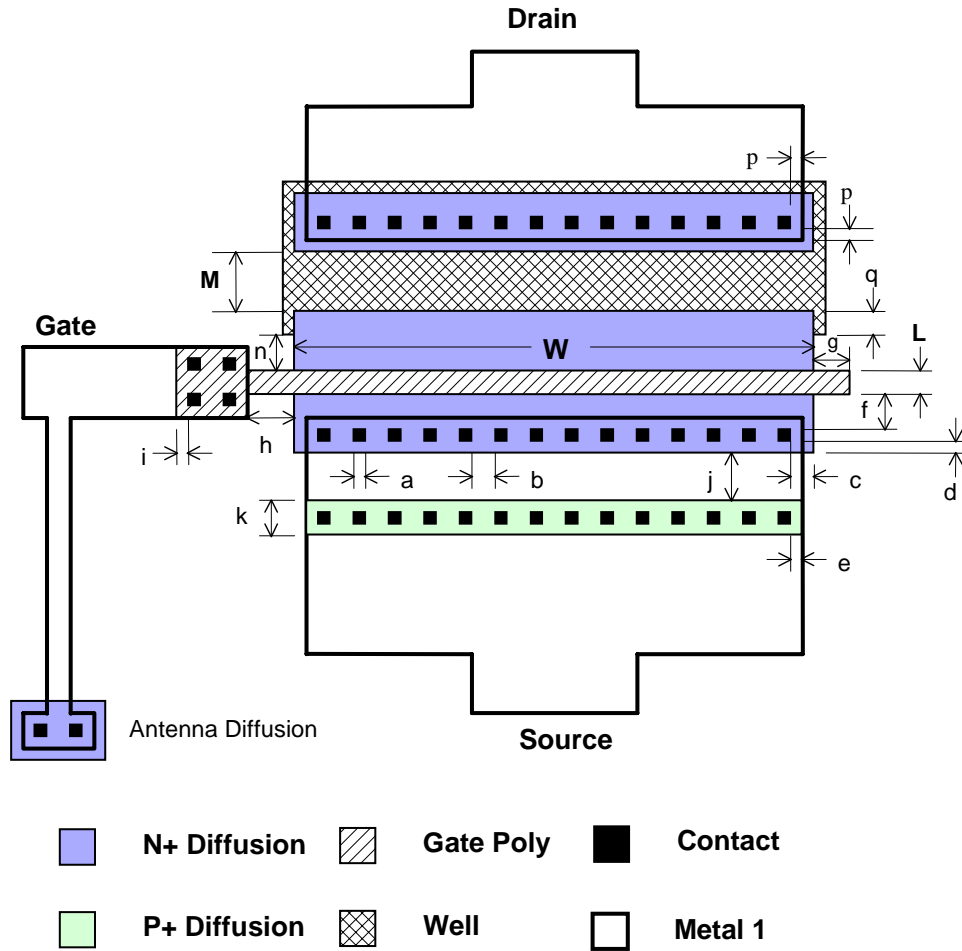 Drain
p
p
M
q
Gate
n
W
g
L
f
h
i
a
b
j
c
d
k
e
Antenna Diffusion
Source
N+ Diffusion
Gate Poly
Contact
P+ Diffusion
Well
Metal 1